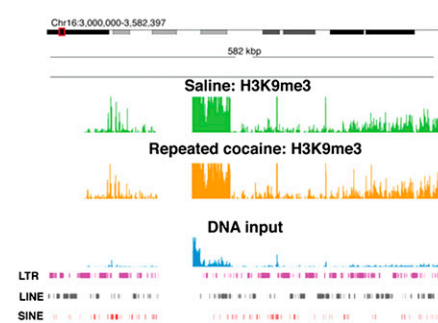 Chr16:3,000,000-3,582,397
582 kbp
Saline: H3K9me3
Repeated cocaine: H3K9me3
DNA input
LTR
LINE
SINE